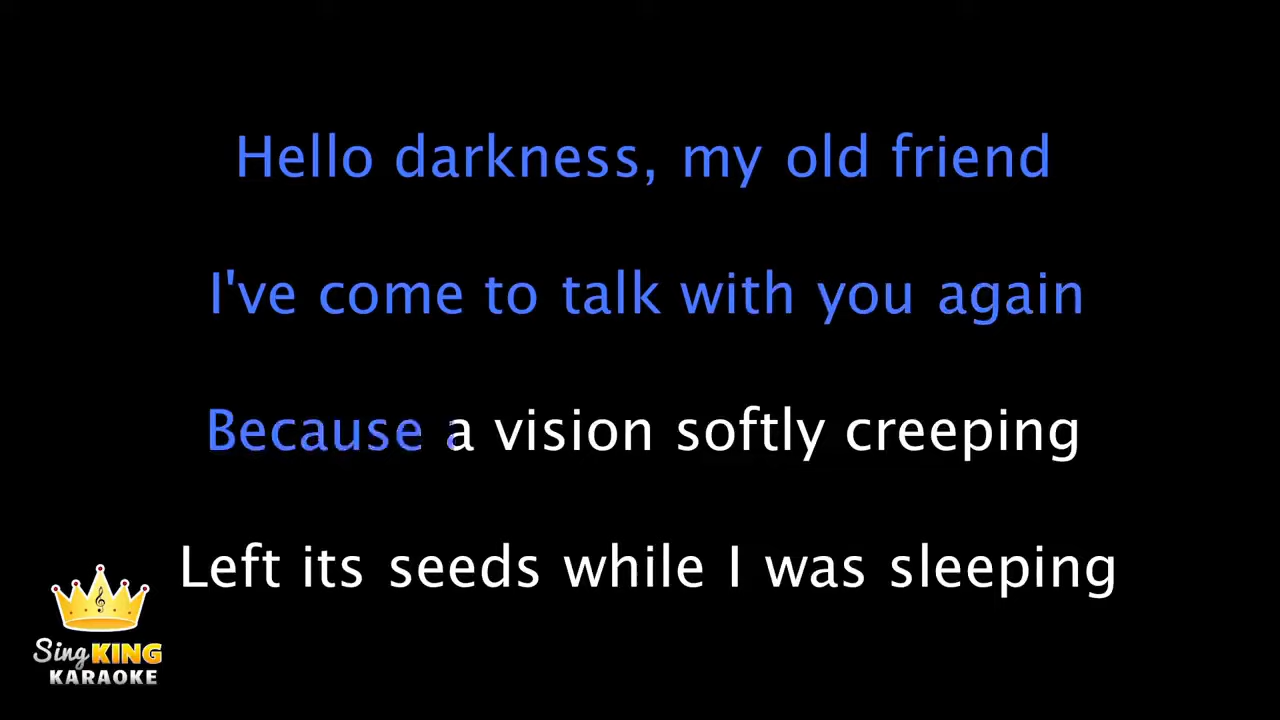 Hello darkness, my old friend
I've come to talk with you again
Because a vision softly creeping
Left its seeds while I was sleeping
Sing KING
KARAOKE